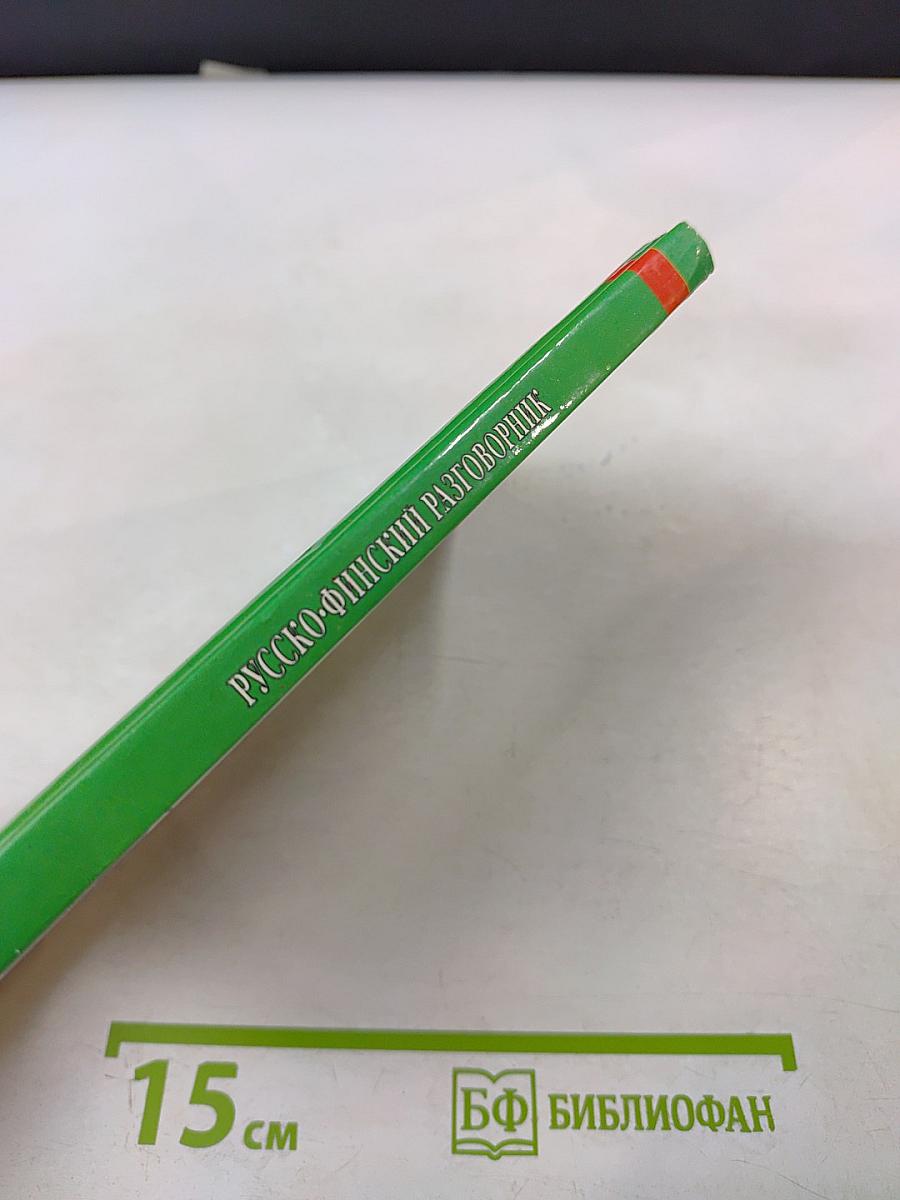 РУССКО-ФИНСКИЙ РАЗГОВОРНИК
15 см
БФ БИБЛИОФАН